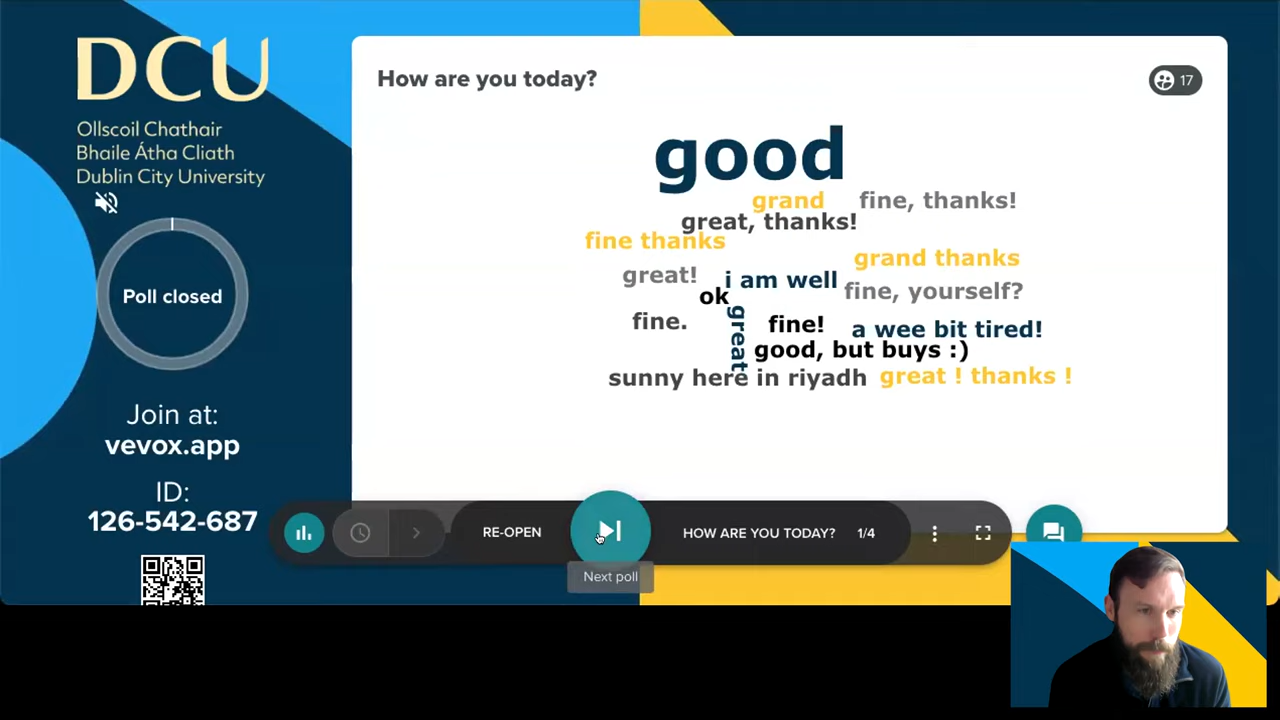 DCU
Ollscoil Chathair
Bhaile Átha Cliath
Dublin City University
Poll closed
Join at:
vevox.app
ID:
126-542-687
How are you today?
17
good
grand
fine, thanks!
great, thanks!
fine thanks
grand thanks
great!
i am well
fine, yourself?
ok
fine.
great
fine!
a wee bit tired!
good, but buys :)
sunny here in riyadh
great ! thanks !
RE-OPEN
HOW ARE YOU TODAY?
1/4
Next poll